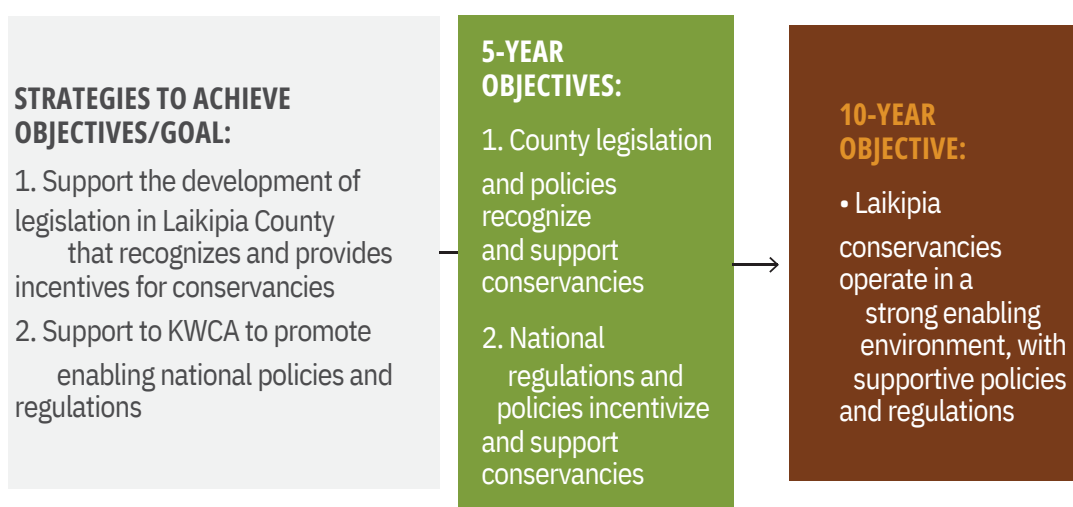 STRATEGIES TO ACHIEVE
OBJECTIVES/GOAL:
1. Support the development of
legislation in Laikipia County
that recognizes and provides
incentives for conservancies
2. Support to KWCA to promote
enabling national policies and
regulations
5-YEAR
OBJECTIVES:
1. County legislation
and policies
recognize
and support
conservancies
2. National
regulations and
policies incentivize
and support
conservancies
10-YEAR
OBJECTIVE:
• Laikipia
conservancies
operate in a
strong enabling
environment, with
supportive policies
and regulations